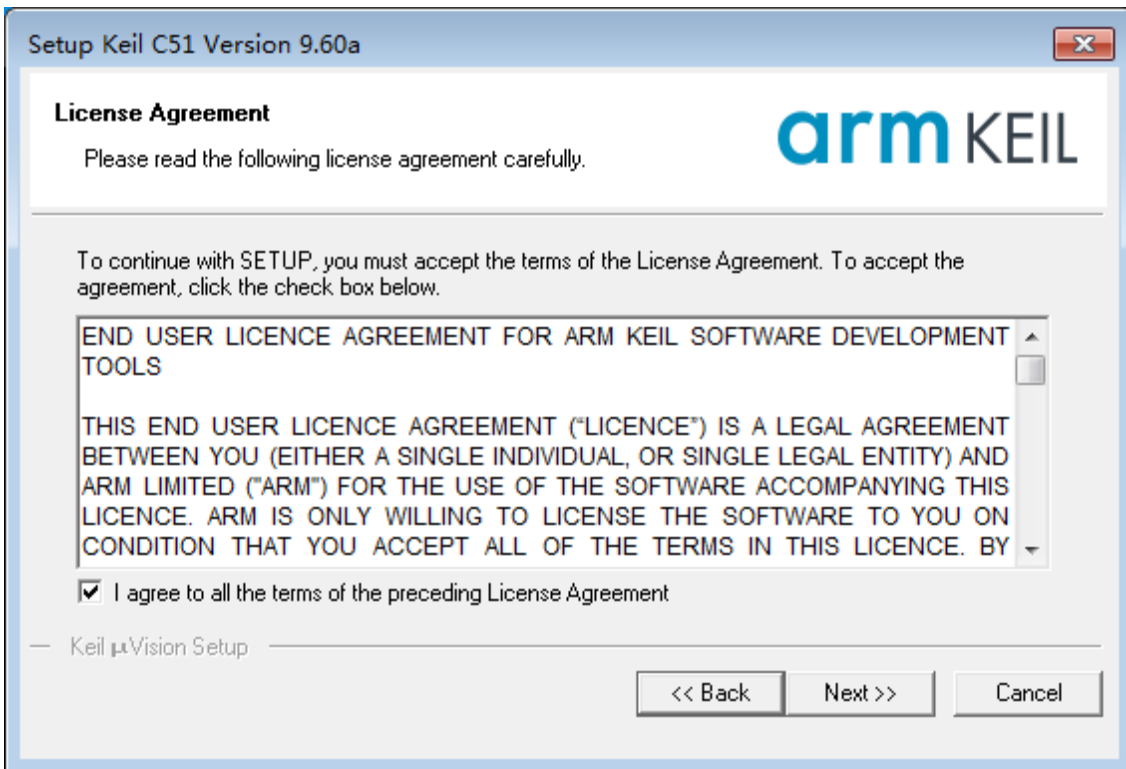 Setup Keil C51 Version 9.60a
License Agreement
Please read the following license agreement carefully.
arm KEIL
To continue with SETUP, you must accept the terms of the License Agreement. To accept the
agreement, click the check box below.
END USER LICENCE AGREEMENT FOR ARM KEIL SOFTWARE DEVELOPMENT
TOOLS
THIS END USER LICENCE AGREEMENT (“LICENCE”) IS A LEGAL AGREEMENT
BETWEEN YOU (EITHER A SINGLE INDIVIDUAL, OR SINGLE LEGAL ENTITY) AND
ARM LIMITED ("ARM") FOR THE USE OF THE SOFTWARE ACCOMPANYING THIS
LICENCE. ARM IS ONLY WILLING TO LICENSE THE SOFTWARE TO YOU ON
CONDITION THAT YOU ACCEPT ALL OF THE TERMS IN THIS LICENCE. BY
I agree to all the terms of the preceding License Agreement
Keil µVision Setup
<< Back Next >> Cancel